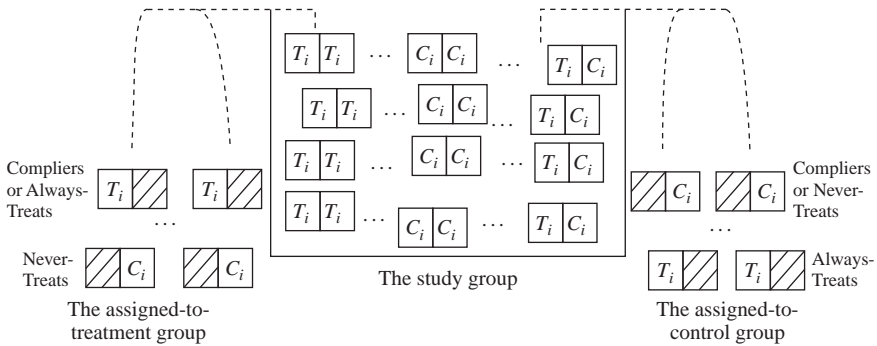 T_i T_i ... C_i C_i ... T_i C_i
T_i T_i ... C_i C_i ... T_i C_i
T_i T_i ... C_i C_i ... T_i C_i
T_i T_i ... C_i C_i ... T_i C_i
The study group
Compliers
or Always-
Treats
T_i T_i
...
Never-
Treats
C_i C_i
The assigned-to-
treatment group
C_i C_i
Compliers
or Never-
Treats
...
T_i T_i
Always-
Treats
The assigned-to-
control group